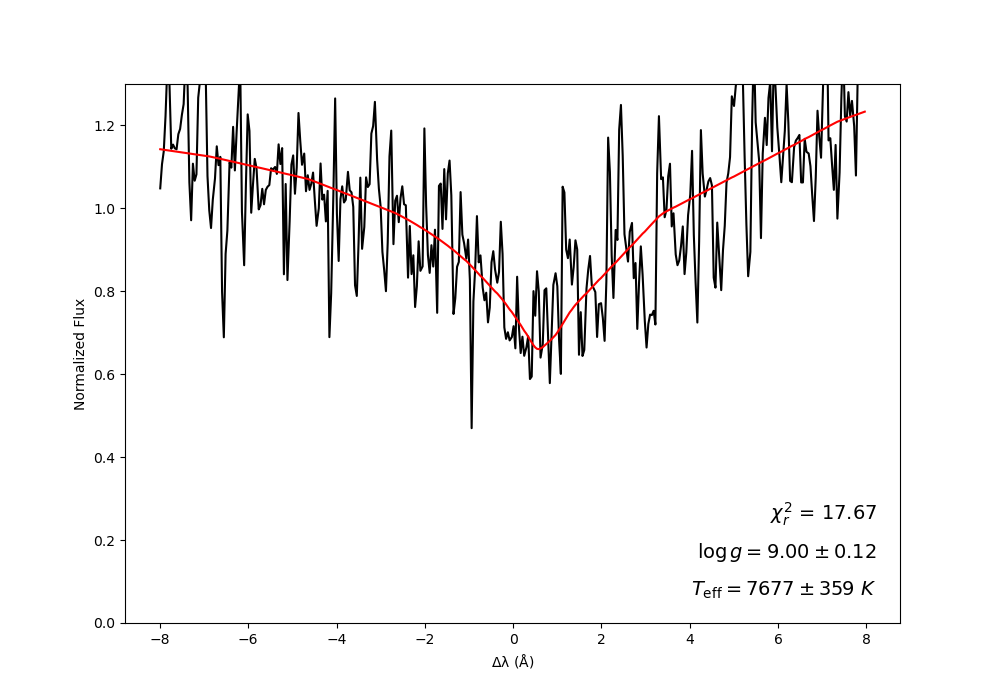 Normalized Flux
1.2
1.0
0.8
0.6
0.4
0.2
0.0
χ²ᵣ = 17.67
log g = 9.00 ± 0.12
T_eff = 7677 ± 359 K
−8 −6 −4 −2 0 2 4 6 8
Δλ (Å)